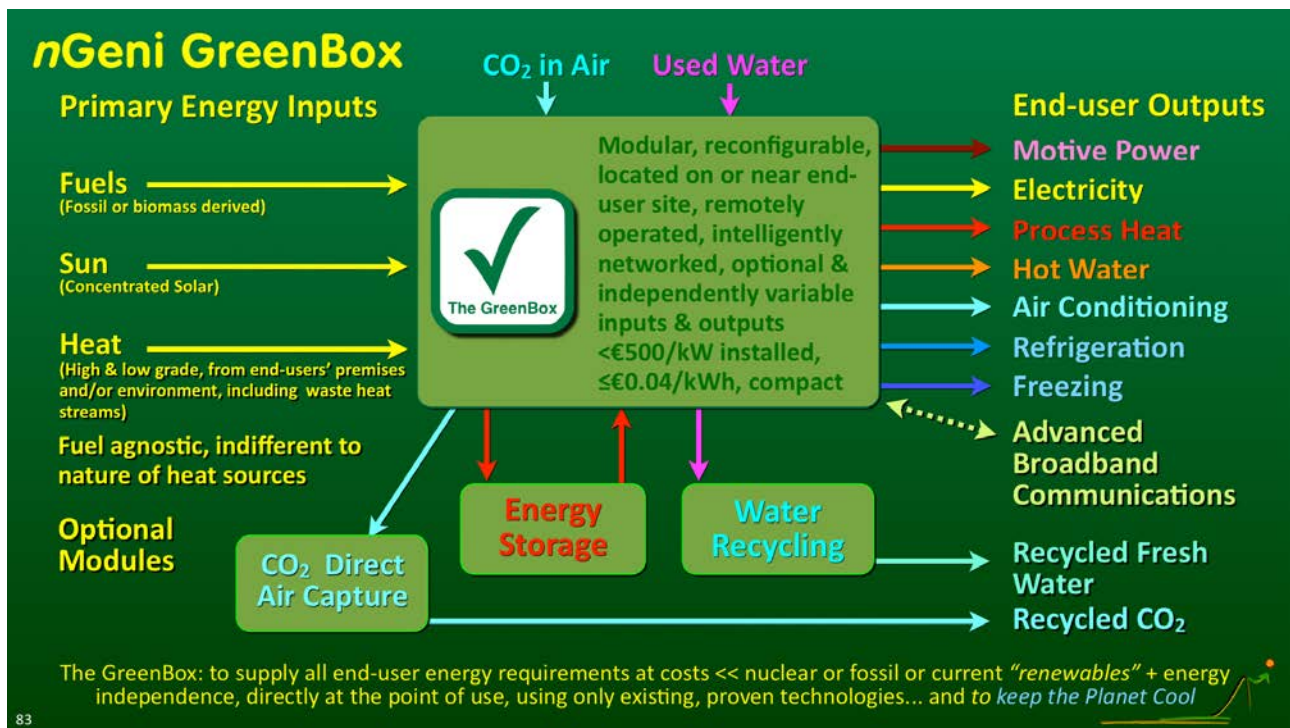 nGeni GreenBox
CO₂ in Air
Used Water
Primary Energy Inputs
End-user Outputs
Fuels
(Fossil or biomass derived)
Sun
(Concentrated Solar)
Heat
(High & low grade, from end-users’ premises
and/or environment, including waste heat
streams)
Fuel agnostic, indifferent to
nature of heat sources
Optional
Modules
The GreenBox
Modular, reconfigurable,
located on or near end-
user site, remotely
operated, intelligently
networked, optional &
independently variable
inputs & outputs
<€500/kW installed,
≤€0.04/kWh, compact
Motive Power
Electricity
Process Heat
Hot Water
Air Conditioning
Refrigeration
Freezing
Advanced
Broadband
Communications
Energy
Storage
Water
Recycling
CO₂ Direct
Air Capture
Recycled Fresh
Water
Recycled CO₂
The GreenBox: to supply all end-user energy requirements at costs << nuclear or fossil or current “renewables” + energy
independence, directly at the point of use, using only existing, proven technologies... and to keep the Planet Cool
83